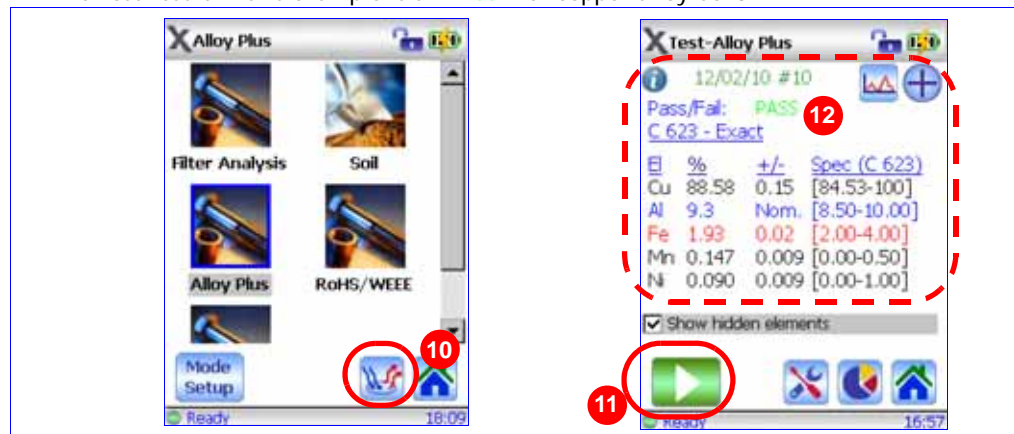 Alloy Plus
Filter Analysis
Soil
Alloy Plus
RoHS/WEEE
Mode
Setup
10
Ready
18:09
Test-Alloy Plus
12/02/10 #10
Pass/Fail: PASS
12
C 623 - Exact
El % +/- Spec (C 623)
Cu 88.58 0.15 [84.53-100]
Al 9.3 Nom. [8.50-10.00]
Fe 1.93 0.02 [2.00-4.00]
Mn 0.147 0.009 [0.00-0.50]
Ni 0.090 0.009 [0.00-1.00]
Show hidden elements
11
Ready
16:57